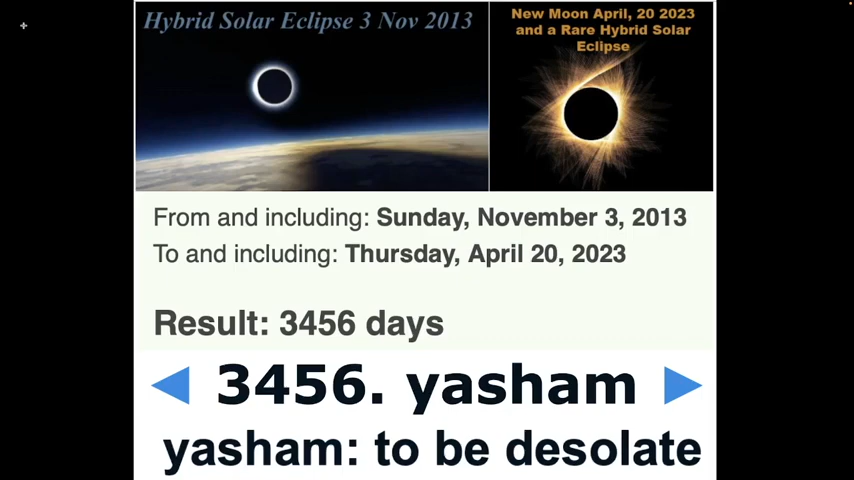 Hybrid Solar Eclipse 3 Nov 2013
New Moon April, 20 2023
and a Rare Hybrid Solar
Eclipse
From and including: Sunday, November 3, 2013
To and including: Thursday, April 20, 2023
Result: 3456 days
3456. yasham
yasham: to be desolate